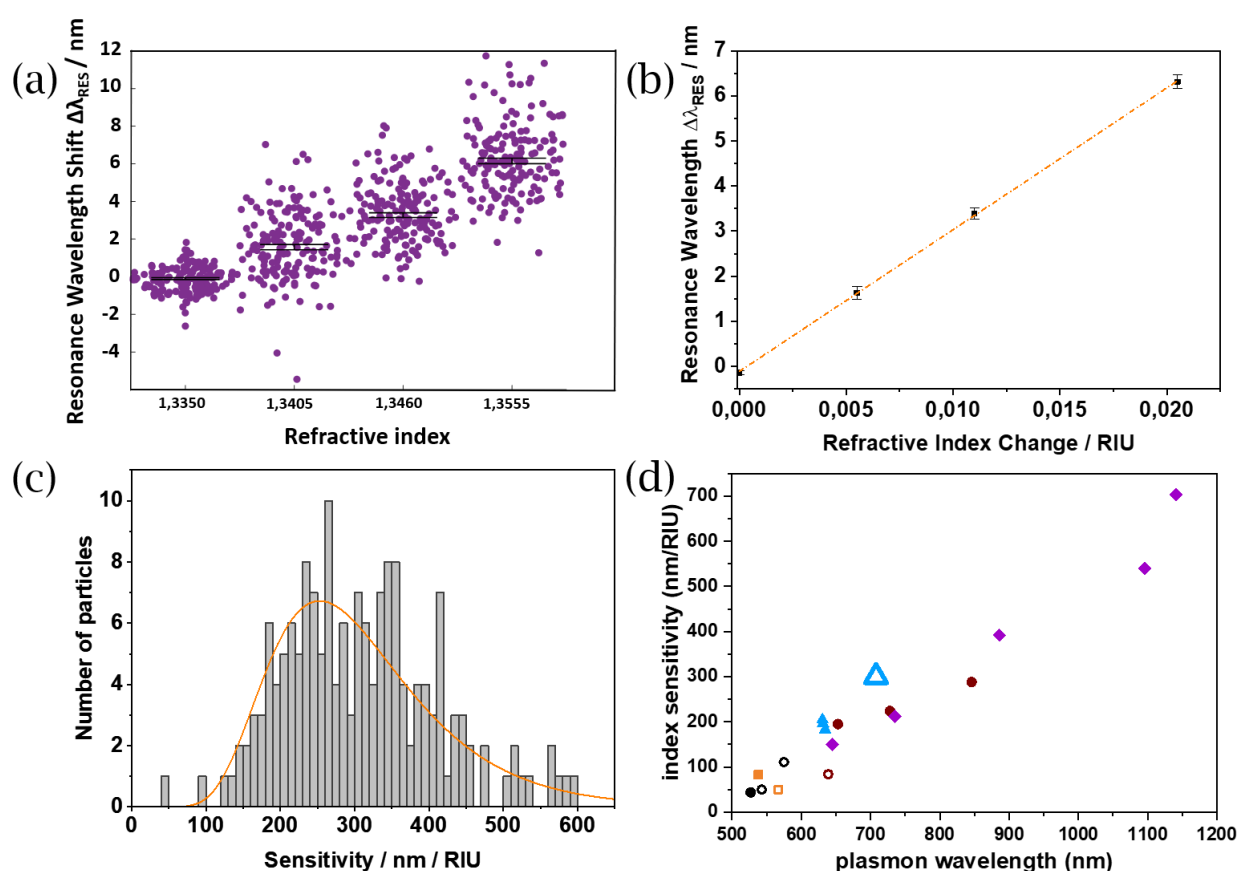 (a)
Resonance Wavelength Shift Δλ_RES / nm
12
10
8
6
4
2
0
-2
-4
1,3350 1,3405 1,3460 1,3555
Refractive index
(b)
Resonance Wavelength Δλ_RES / nm
7
6
5
4
3
2
1
0
0,000 0,005 0,010 0,015 0,020
Refractive Index Change / RIU
(c)
Number of particles
10
8
6
4
2
0
0 100 200 300 400 500 600
Sensitivity / nm / RIU
(d)
index sensitivity (nm/RIU)
700
600
500
400
300
200
100
0
500 600 700 800 900 1000 1100 1200
plasmon wavelength (nm)